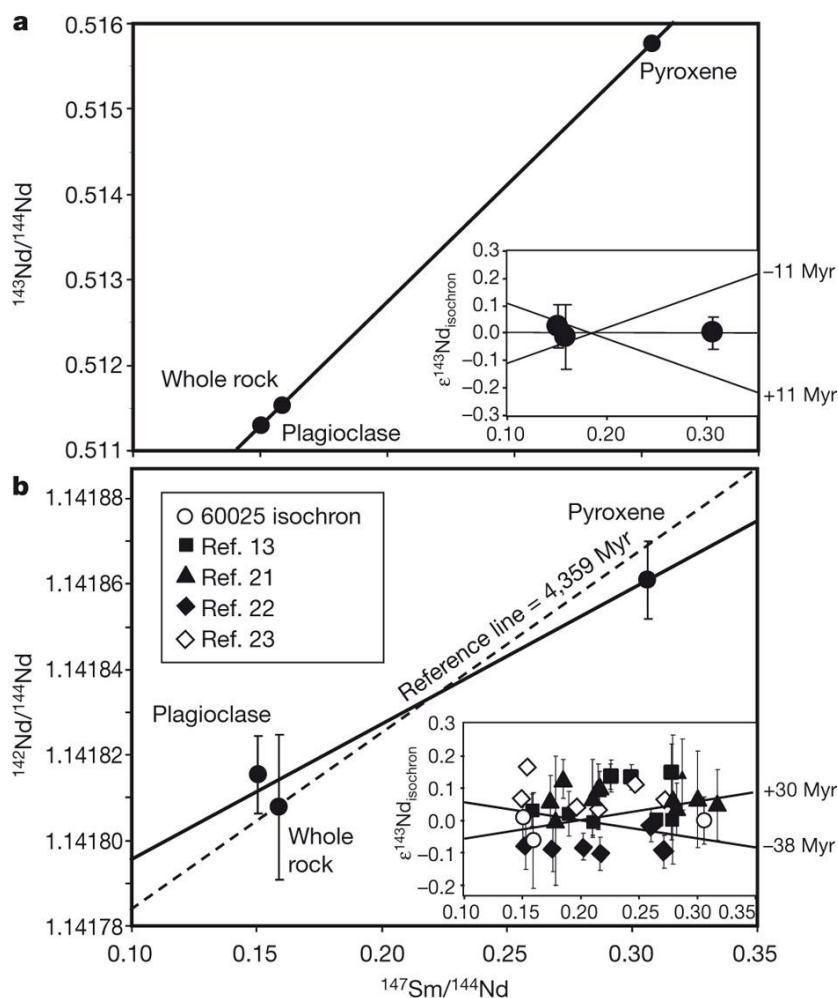 a
0.516
0.515
0.514
0.513
0.512
0.511
¹⁴³Nd/¹⁴⁴Nd
Pyroxene
Whole rock
Plagioclase
0.3
0.2
0.1
0.0
−0.1
−0.2
−0.3
ε¹⁴³Nd_isochron
0.10 0.20 0.30
−11 Myr
+11 Myr
b
1.14188
1.14186
1.14184
1.14182
1.14180
1.14178
¹⁴²Nd/¹⁴⁴Nd
60025 isochron
Ref. 13
Ref. 21
Ref. 22
Ref. 23
Pyroxene
Reference line = 4,359 Myr
Plagioclase
Whole
rock
0.3
0.2
0.1
0.0
−0.1
−0.2
ε¹⁴³Nd_isochron
0.10 0.15 0.20 0.25 0.30 0.35
+30 Myr
−38 Myr
0.10 0.15 0.20 0.25 0.30 0.35
¹⁴⁷Sm/¹⁴⁴Nd